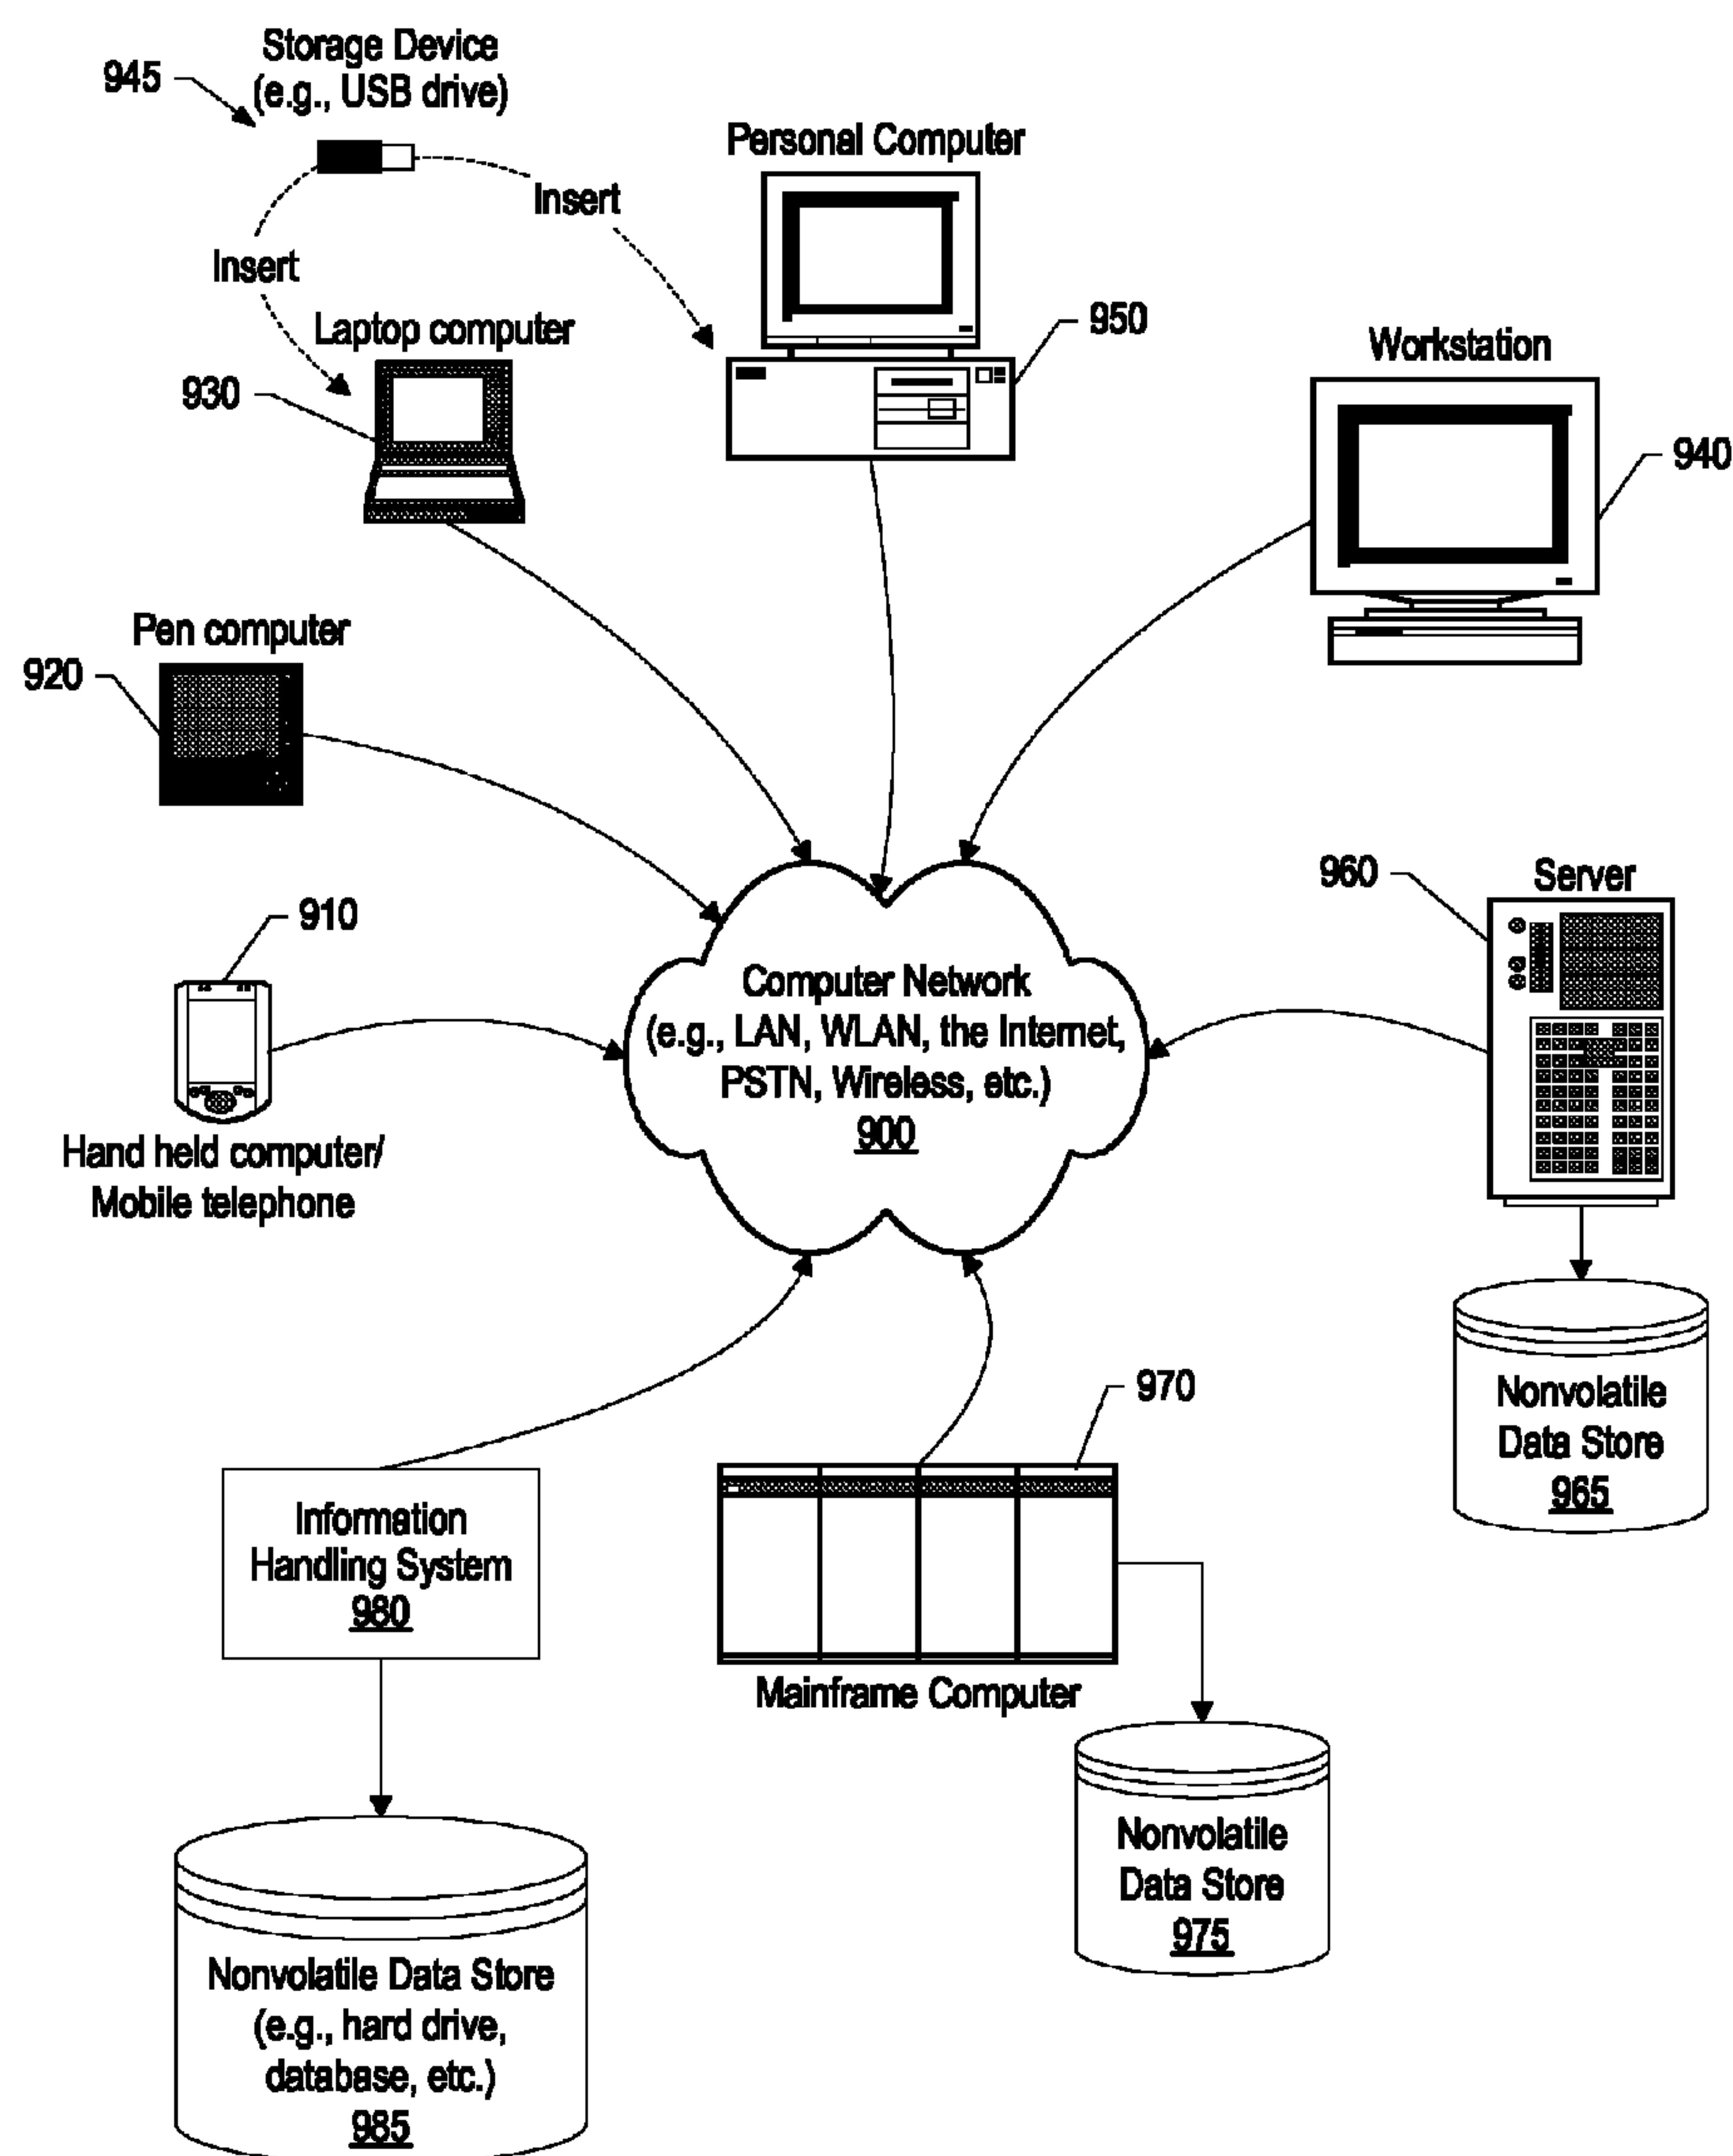 Storage Device
(e.g., USB drive)
945
Personal Computer
Insert
Insert
Laptop computer
950
Workstation
930
940
Pen computer
920
960
Server
910
Computer Network
(e.g., LAN, WLAN, the Internet,
PSTN, Wireless, etc.)
900
Hand held computer/
Mobile telephone
970
Nonvolatile
Data Store
965
Information
Handling System
980
Mainframe Computer
Nonvolatile
Data Store
975
Nonvolatile Data Store
(e.g., hard drive,
database, etc.)
985